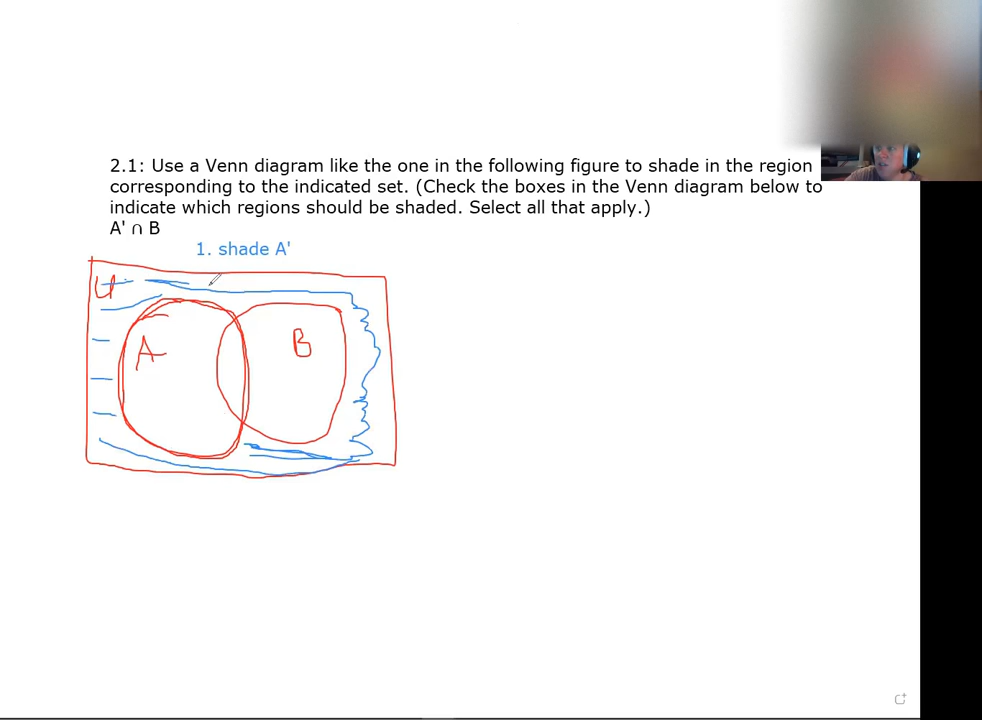 2.1: Use a Venn diagram like the one in the following figure to shade in the region
corresponding to the indicated set. (Check the boxes in the Venn diagram below to
indicate which regions should be shaded. Select all that apply.)
A' ∩ B
1. shade A'
U
A
B